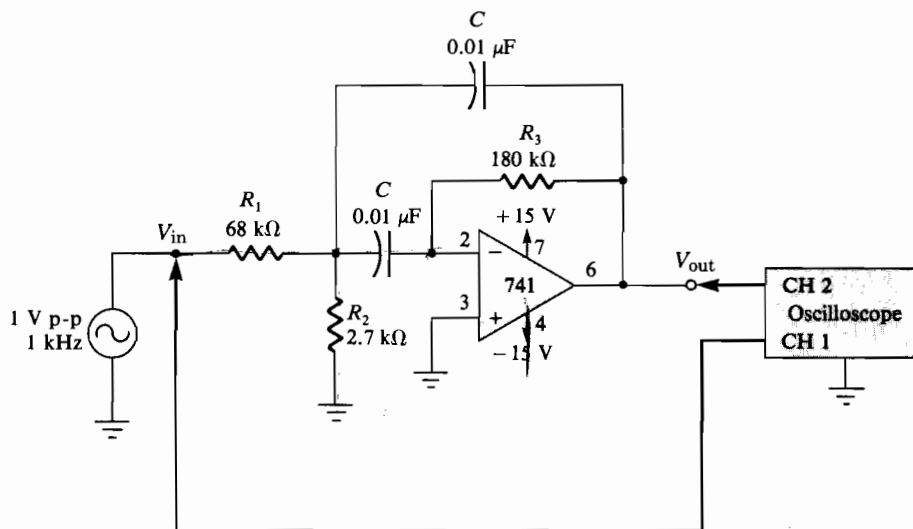 C
0.01 µF
R3
180 kΩ
C
0.01 µF
R1
68 kΩ
Vin
+15 V
7
2
−
741
6
Vout
CH 2
Oscilloscope
CH 1
3
+
4
−15 V
1 V p-p
1 kHz
R2
2.7 kΩ